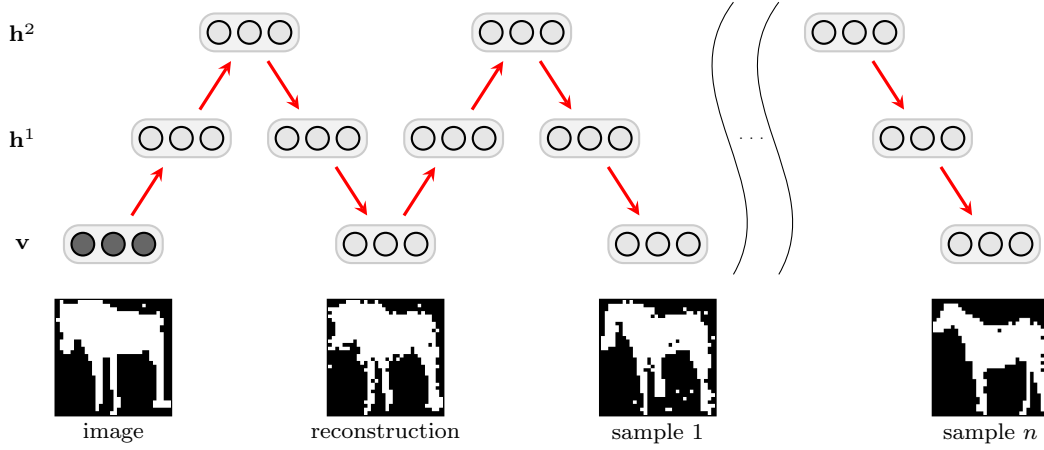 h²
h¹
· · ·
v
image
reconstruction
sample 1
sample n